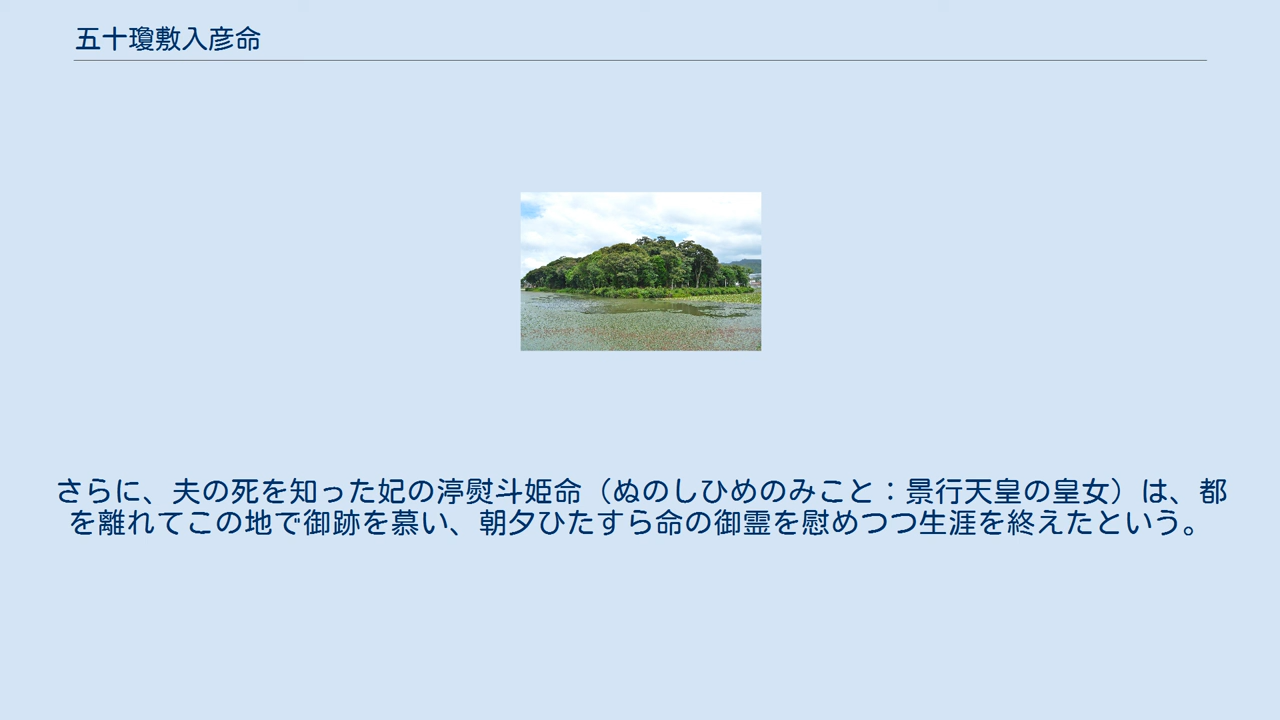 五十瓊敷入彦命
さらに、夫の死を知った妃の渟熨斗姫命（ぬのしひめのみこと：景行天皇の皇女）は、都
を離れてこの地で御跡を慕い、朝夕ひたすら命の御霊を慰めつつ生涯を終えたという。